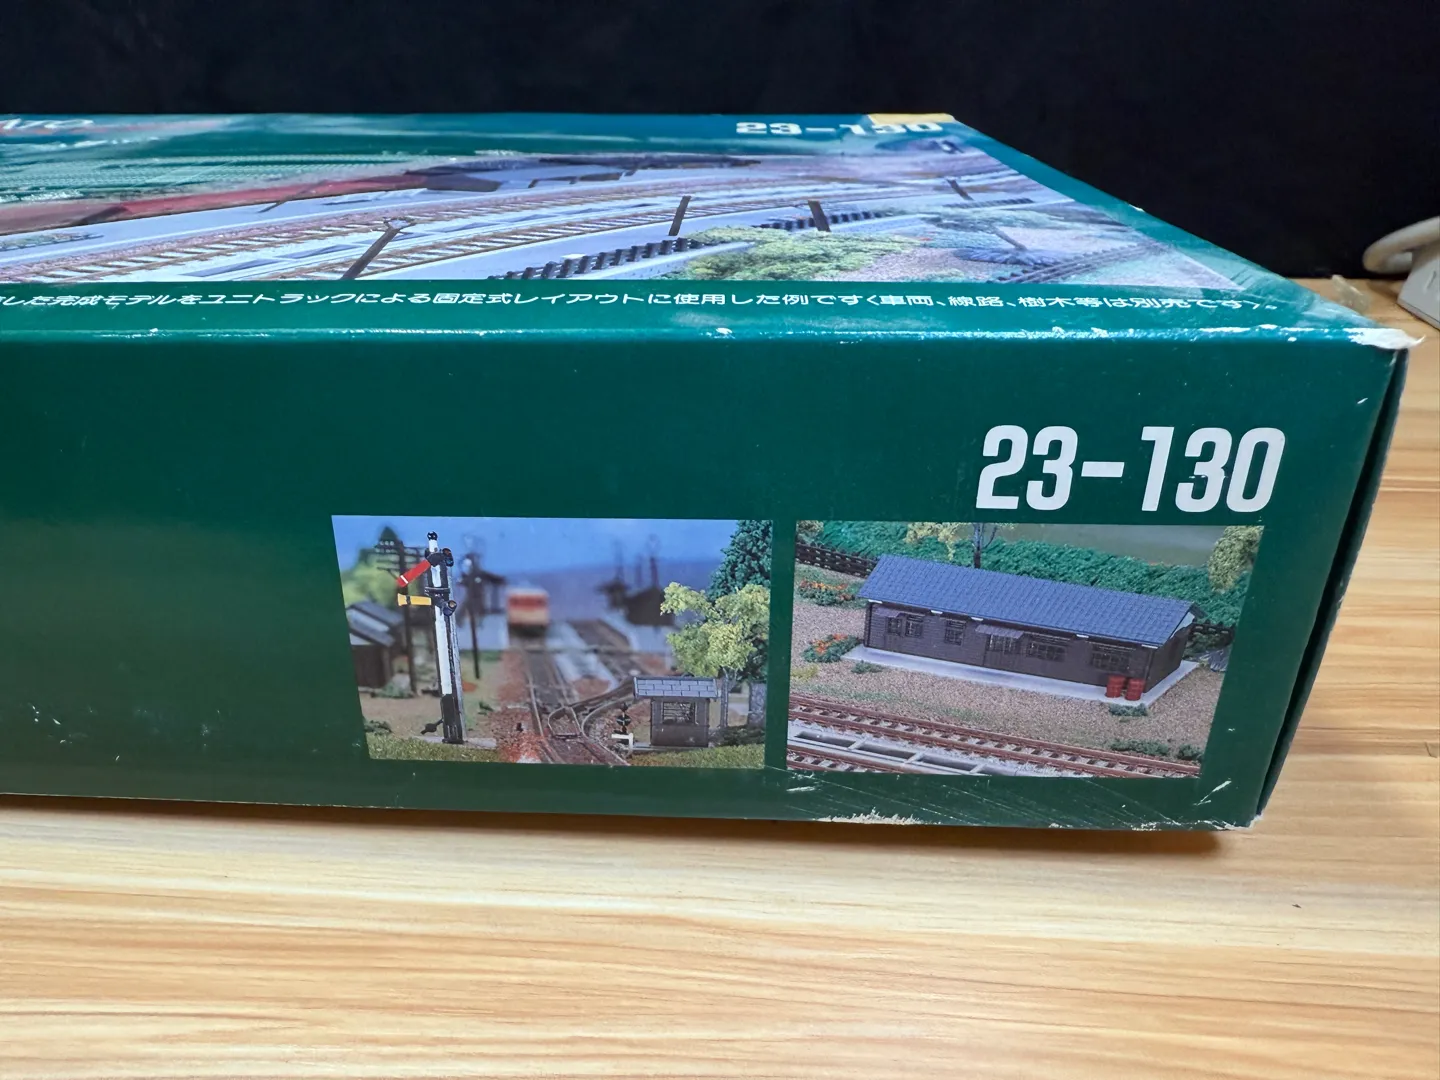 ATO
23-130
した完成モデルをユニトラックによる固定式レイアウトに使用した例です〈車両、線路、樹木等は別売です〉。
23-130